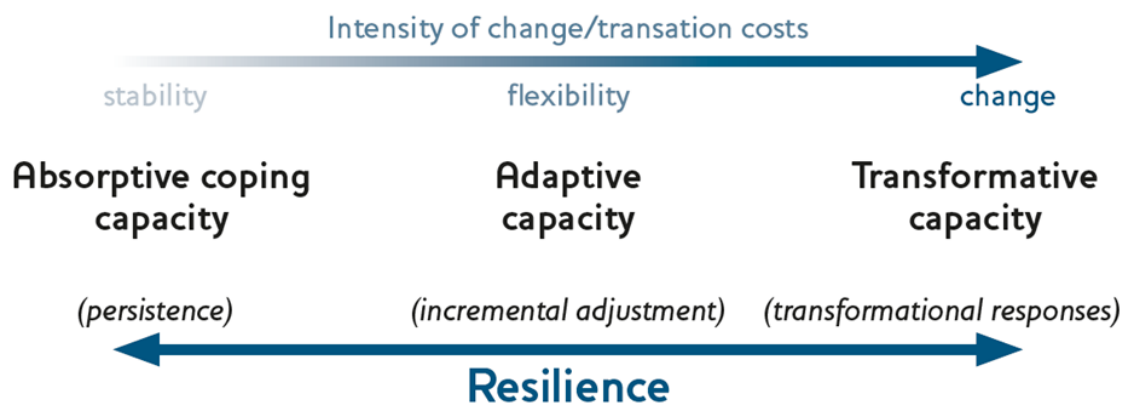 Intensity of change/transation costs
stability flexibility change
Absorptive coping Adaptive Transformative
capacity capacity capacity
(persistence) (incremental adjustment) (transformational responses)
Resilience